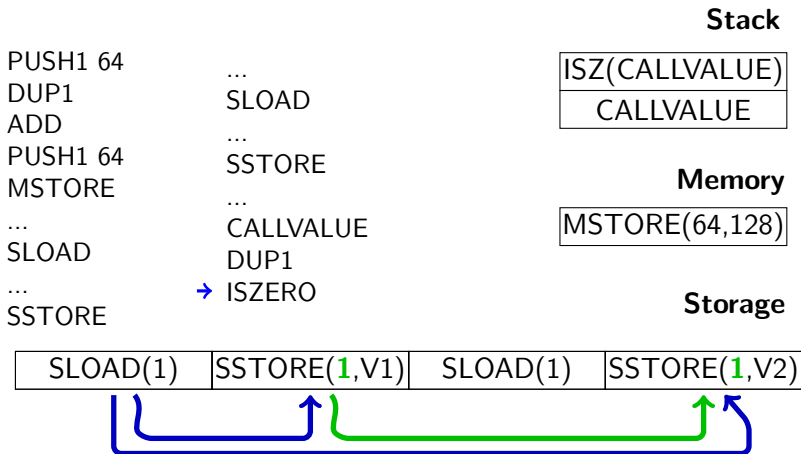 PUSH1 64
DUP1
ADD
PUSH1 64
MSTORE
...
SLOAD
...
SSTORE
...
SLOAD
...
SSTORE
...
CALLVALUE
DUP1
ISZERO
Stack
ISZ(CALLVALUE)
CALLVALUE
Memory
MSTORE(64,128)
Storage
SLOAD(1) SSTORE(1,V1) SLOAD(1) SSTORE(1,V2)